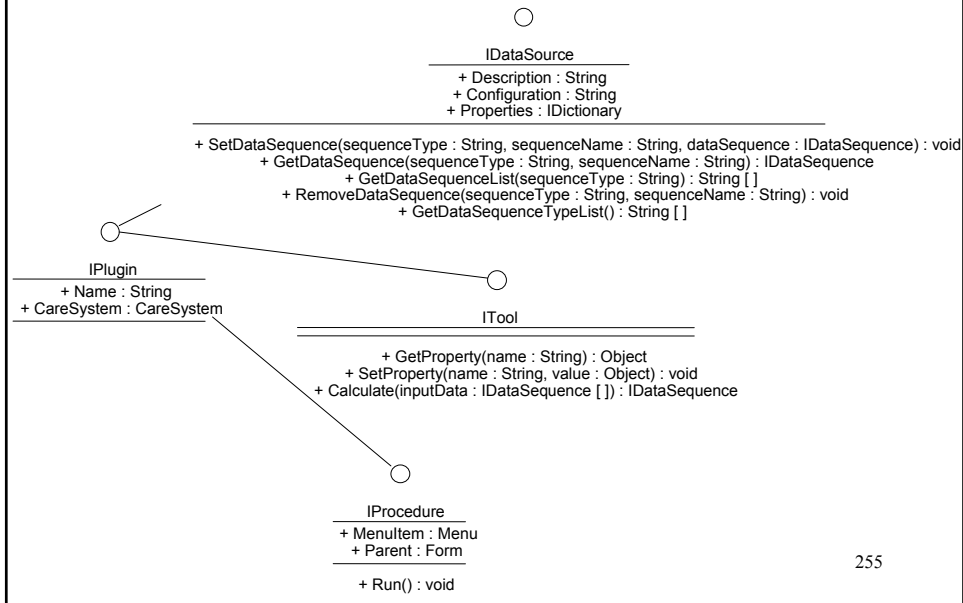 IDataSource
+ Description : String
+ Configuration : String
+ Properties : IDictionary
+ SetDataSequence(sequenceType : String, sequenceName : String, dataSequence : IDataSequence) : void
+ GetDataSequence(sequenceType : String, sequenceName : String) : IDataSequence
+ GetDataSequenceList(sequenceType : String) : String [ ]
+ RemoveDataSequence(sequenceType : String, sequenceName : String) : void
+ GetDataSequenceTypeList() : String [ ]
IPlugin
+ Name : String
+ CareSystem : CareSystem
ITool
+ GetProperty(name : String) : Object
+ SetProperty(name : String, value : Object) : void
+ Calculate(inputData : IDataSequence [ ]) : IDataSequence
IProcedure
+ MenuItem : Menu
+ Parent : Form
+ Run() : void
255